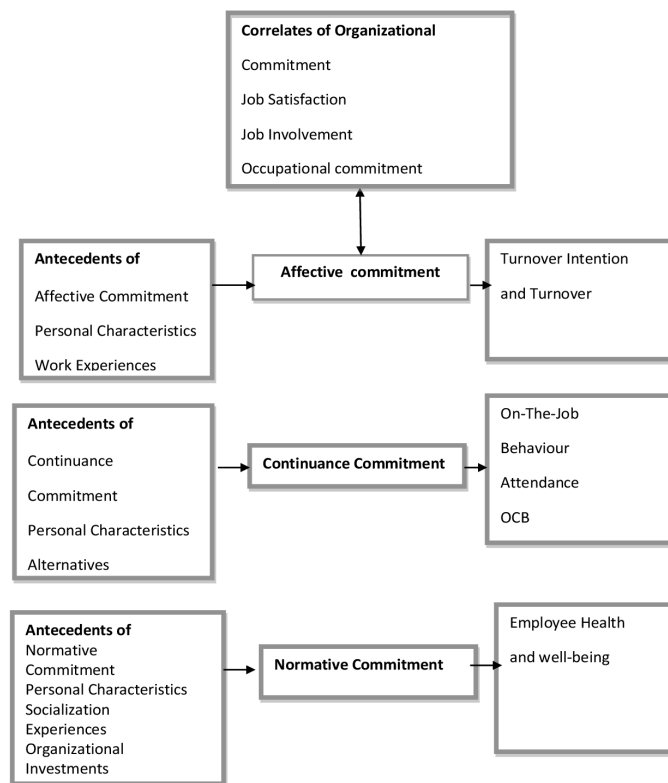 Correlates of Organizational
Commitment
Job Satisfaction
Job Involvement
Occupational commitment
Antecedents of
Affective Commitment
Personal Characteristics
Work Experiences
Affective commitment
Turnover Intention
and Turnover
Antecedents of
Continuance
Commitment
Personal Characteristics
Alternatives
Continuance Commitment
On-The-Job
Behaviour
Attendance
OCB
Antecedents of
Normative
Commitment
Personal Characteristics
Socialization
Experiences
Organizational
Investments
Normative Commitment
Employee Health
and well-being